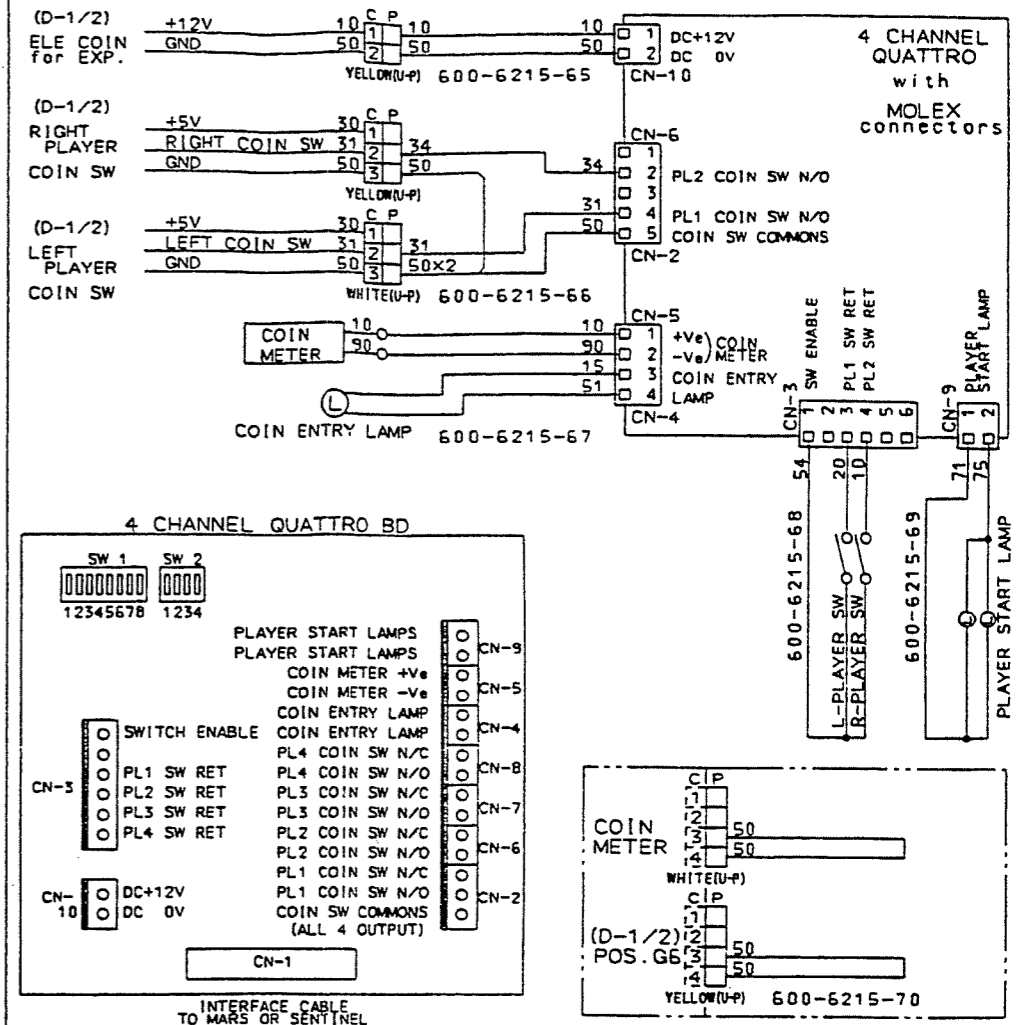 (D-1/2)
ELE COIN
for EXP.
+12V
GND
10
50
C P
1
2
10
50
YELLOW(U-P) 600-6215-65
10
50
1 DC+12V
2 DC 0V
CN-10
4 CHANNEL
QUATTRO
with
MOLEX
connectors
(D-1/2)
RIGHT
PLAYER
COIN SW
+5V
RIGHT COIN SW
GND
30
31
50
C P
1
2
3
34
50
YELLOW(U-P)
CN-6
1
34 2 PL2 COIN SW N/O
3
31 4 PL1 COIN SW N/O
50 5 COIN SW COMMONS
CN-2
(D-1/2)
LEFT
PLAYER
COIN SW
+5V
LEFT COIN SW
GND
30
31
50
C P
1
2
3
31
50×2
WHITE(U-P) 600-6215-66
COIN
METER
10
90
CN-5
10 1 +Ve
90 2 -Ve
COIN
METER
15 3 COIN ENTRY
51 4 LAMP
CN-4
L
COIN ENTRY LAMP 600-6215-67
SW ENABLE
PL1 SW RET
PL2 SW RET
CN-3
1 2 3 4 5 6
54
20
10
600-6215-68
L-PLAYER SW
R-PLAYER SW
PLAYER
START LAMP
CN-9
1 2
71
75
600-6215-69
L
L
PLAYER START LAMP
4 CHANNEL QUATTRO BD
SW 1
12345678
SW 2
1234
PLAYER START LAMPS
PLAYER START LAMPS
CN-9
COIN METER +Ve
COIN METER -Ve
CN-5
COIN ENTRY LAMP
COIN ENTRY LAMP
CN-4
PL4 COIN SW N/C
PL4 COIN SW N/O
CN-8
PL3 COIN SW N/C
PL3 COIN SW N/O
CN-7
PL2 COIN SW N/C
PL2 COIN SW N/O
CN-6
PL1 COIN SW N/C
PL1 COIN SW N/O
CN-2
COIN SW COMMONS
(ALL 4 OUTPUT)
CN-3
SWITCH ENABLE
PL1 SW RET
PL2 SW RET
PL3 SW RET
PL4 SW RET
CN-
10
DC+12V
DC 0V
CN-1
INTERFACE CABLE
TO MARS OR SENTINEL
COIN
METER
C P
1
2
3 50
4 50
WHITE(U-P)
(D-1/2)
POS.G6
C P
1
2
3 50
4 50
YELLOW(U-P) 600-6215-70